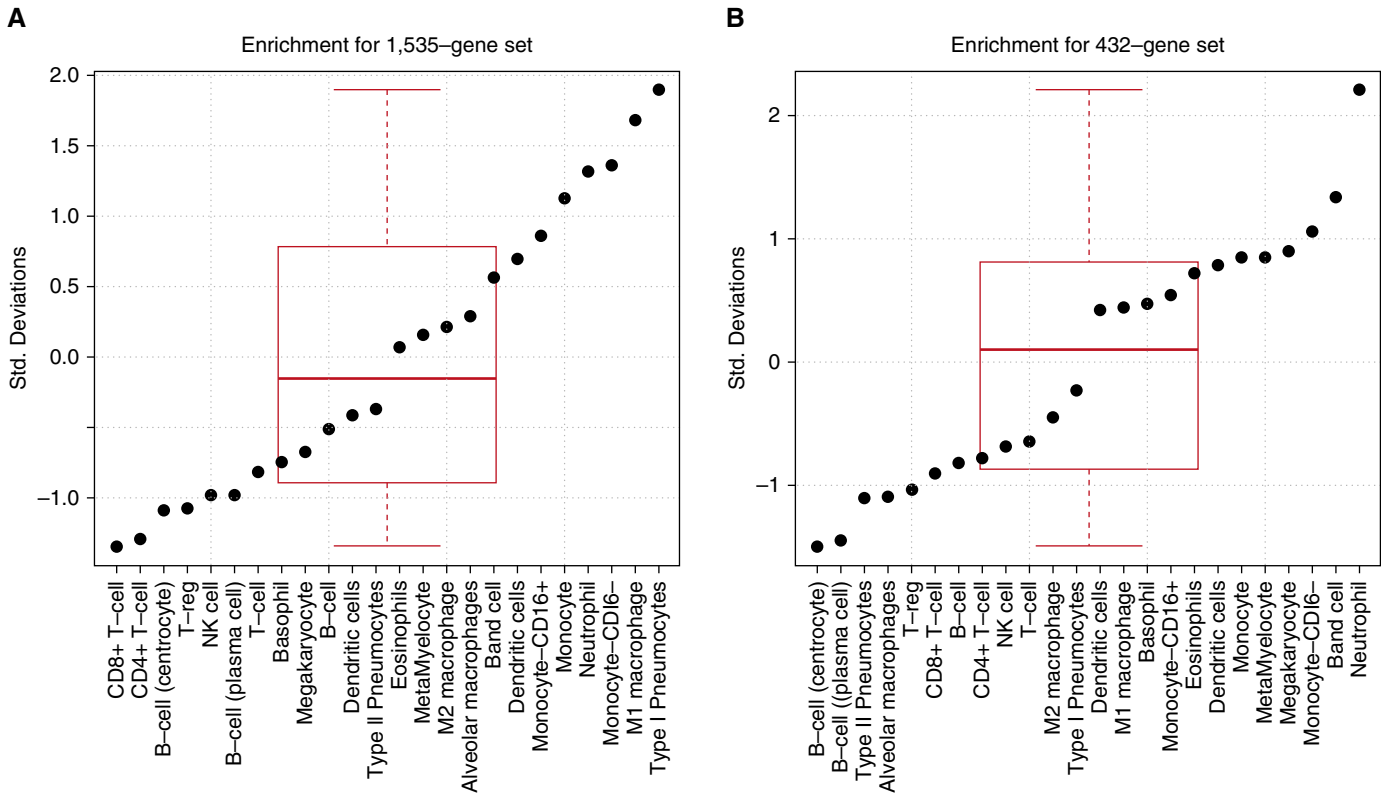 A
Enrichment for 1,535–gene set
Std. Deviations
2.0
1.5
1.0
0.5
0.0
–1.0
CD8+ T–cell
CD4+ T–cell
B–cell (centrocyte)
T–reg
NK cell
B–cell (plasma cell)
T–cell
Basophil
Megakaryocyte
B–cell
Dendritic cells
Type II Pneumocytes
Eosinophils
MetaMyelocyte
M2 macrophage
Alveolar macrophages
Band cell
Dendritic cells
Monocyte–CD16+
Monocyte
Neutrophil
Monocyte–CDI6–
M1 macrophage
Type I Pneumocytes
B
Enrichment for 432–gene set
Std. Deviations
2
1
0
–1
B–cell (centrocyte)
B–cell ((plasma cell)
Type II Pneumocytes
Alveolar macrophages
T–reg
CD8+ T–cell
B–cell
CD4+ T–cell
NK cell
T–cell
M2 macrophage
Type I Pneumocytes
Dendritic cells
M1 macrophage
Basophil
Monocyte–CD16+
Eosinophils
Dendritic cells
Monocyte
MetaMyelocyte
Megakaryocyte
Monocyte–CDI6–
Band cell
Neutrophil